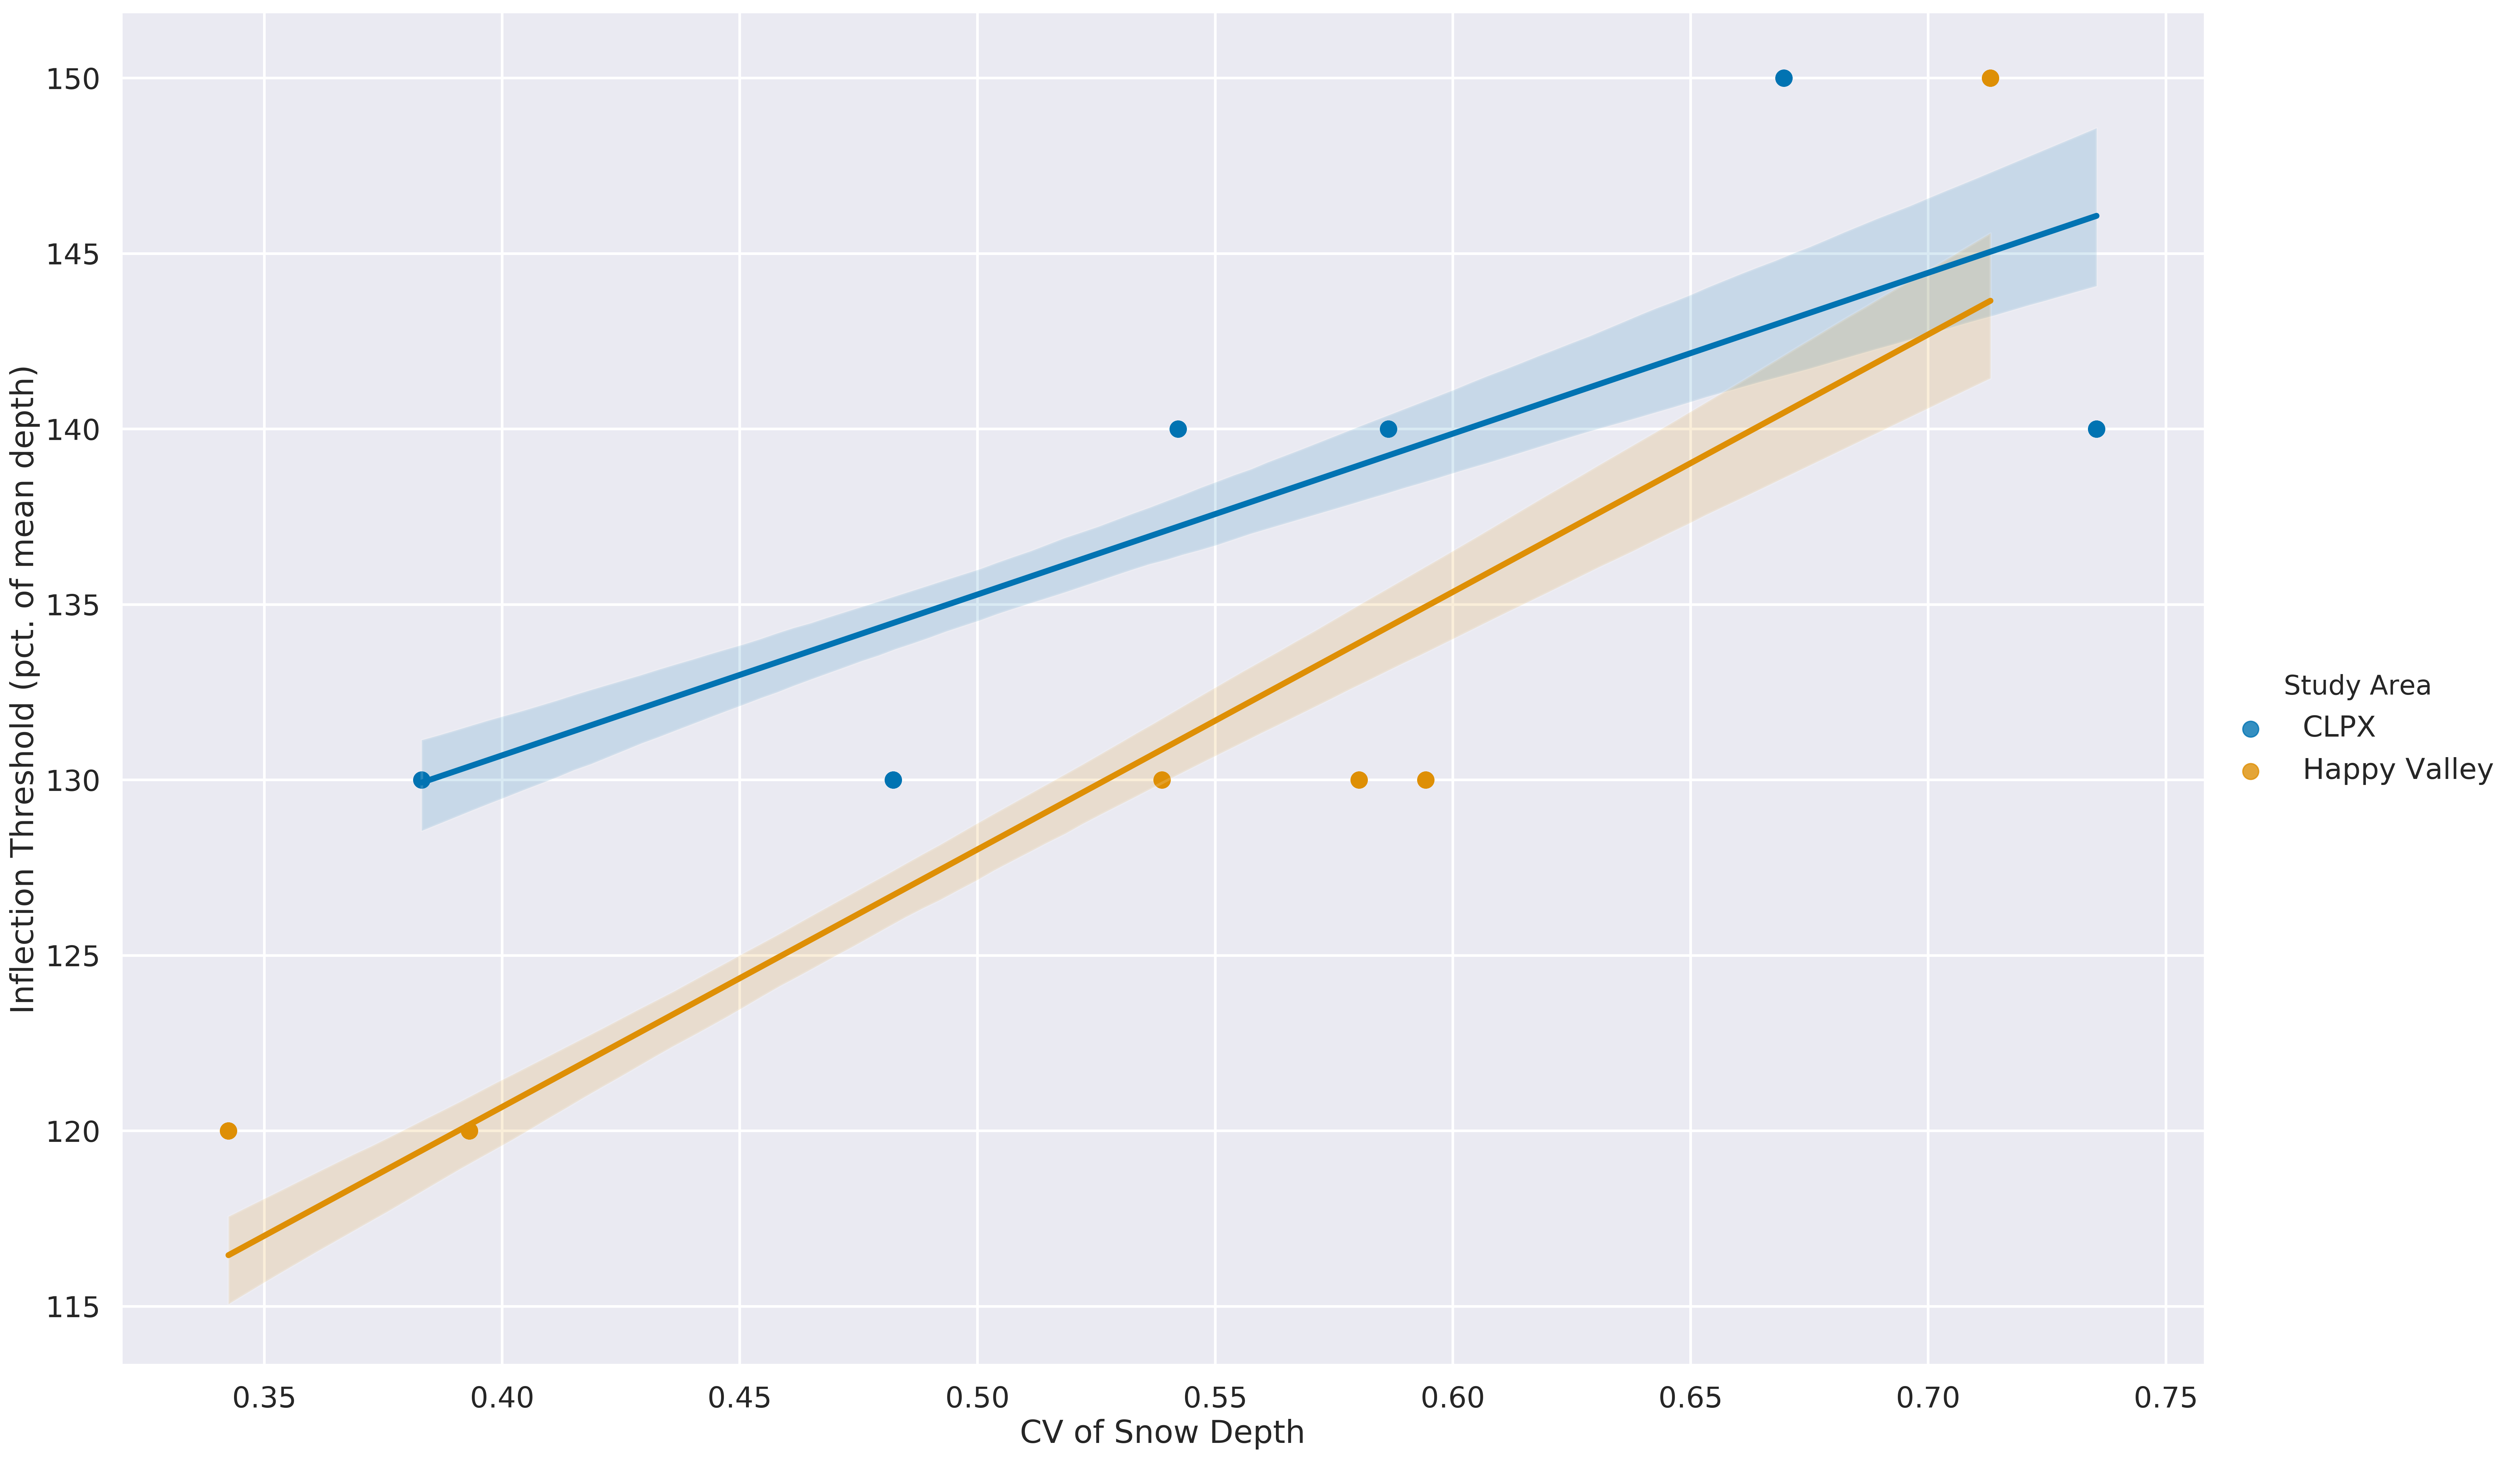 150
145
140
135
130
125
120
115
Inflection Threshold (pct. of mean depth)
0.35 0.40 0.45 0.50 0.55 0.60 0.65 0.70 0.75
CV of Snow Depth
Study Area
CLPX
Happy Valley